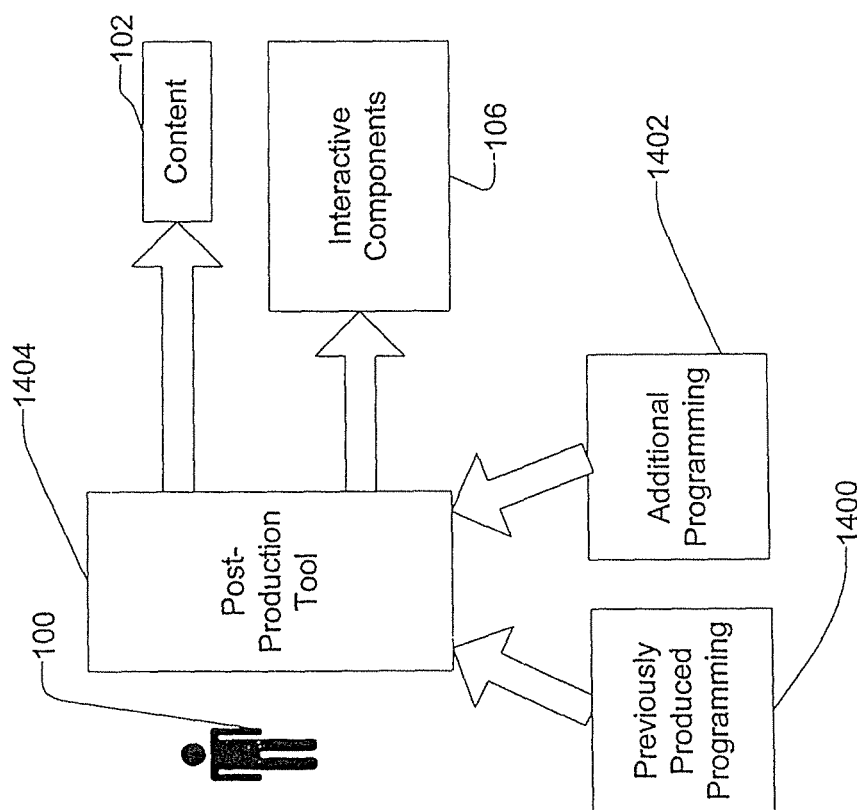 100
1404
Post-
Production
Tool
102
Content
Interactive
Components
106
Previously
Produced
Programming
1400
Additional
Programming
1402